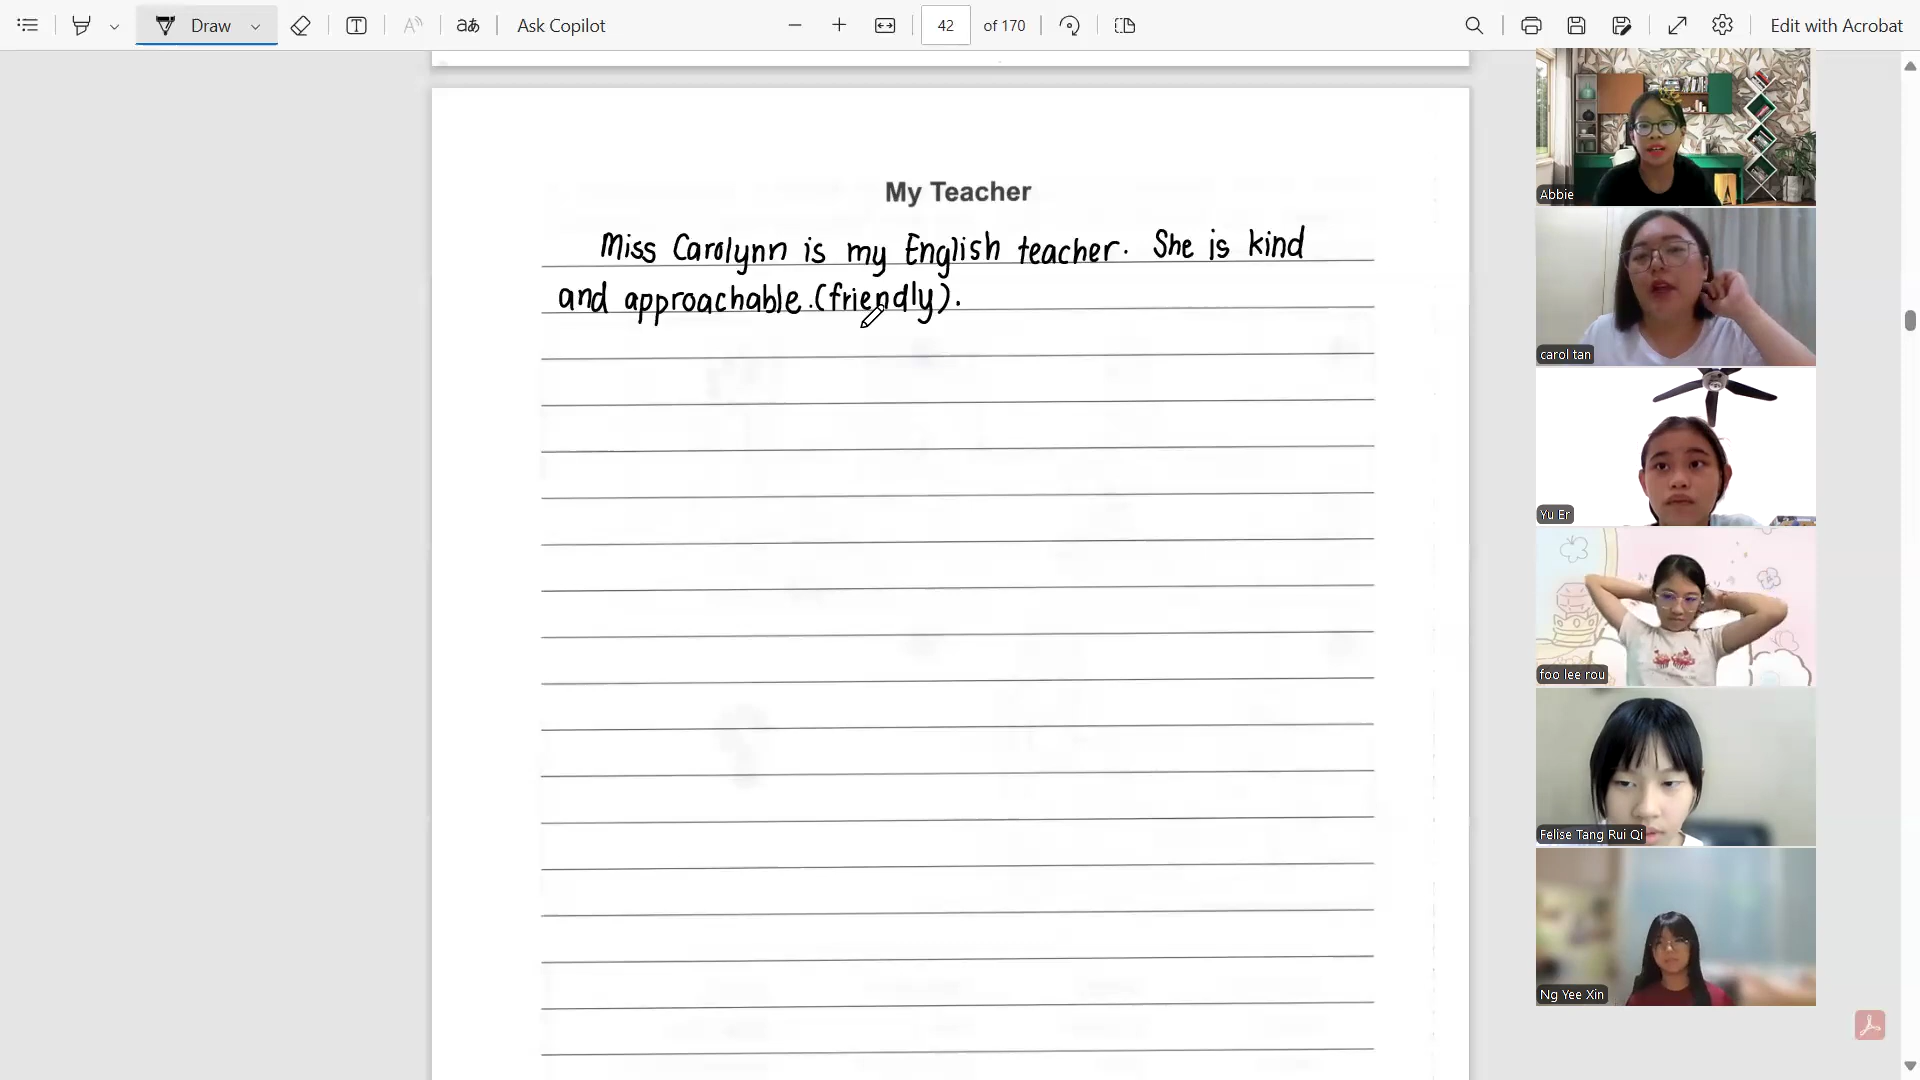 Draw
Ask Copilot
42 of 170
Edit with Acrobat
My Teacher
Miss Carolynn is my English teacher. She is kind
and approachable.(friendly).
Abbie
carol tan
Yu Er
foo lee rou
Felise Tang Rui Qi
Ng Yee Xin